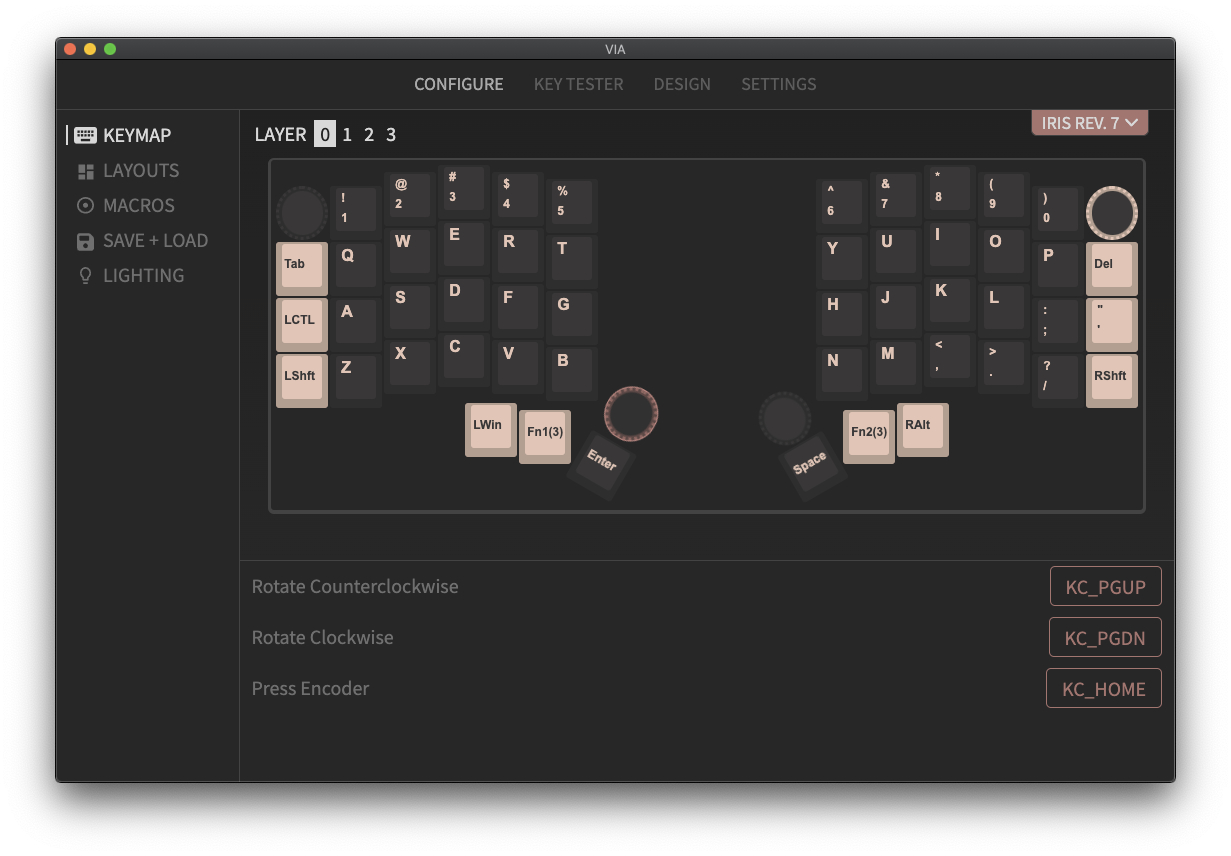 VIA
CONFIGURE KEY TESTER DESIGN SETTINGS
KEYMAP
LAYOUTS
MACROS
SAVE + LOAD
LIGHTING
LAYER 0 1 2 3
IRIS REV. 7
! @ # $ % ^ & * ( )
1 2 3 4 5 6 7 8 9 0
Tab Q W E R T Y U I O P Del
LCTL A S D F G H J K L : ; " '
LShft Z X C V B N M < , > . ? / RShft
LWin Fn1(3) Enter Space Fn2(3) RAlt
Rotate Counterclockwise KC_PGUP
Rotate Clockwise KC_PGDN
Press Encoder KC_HOME